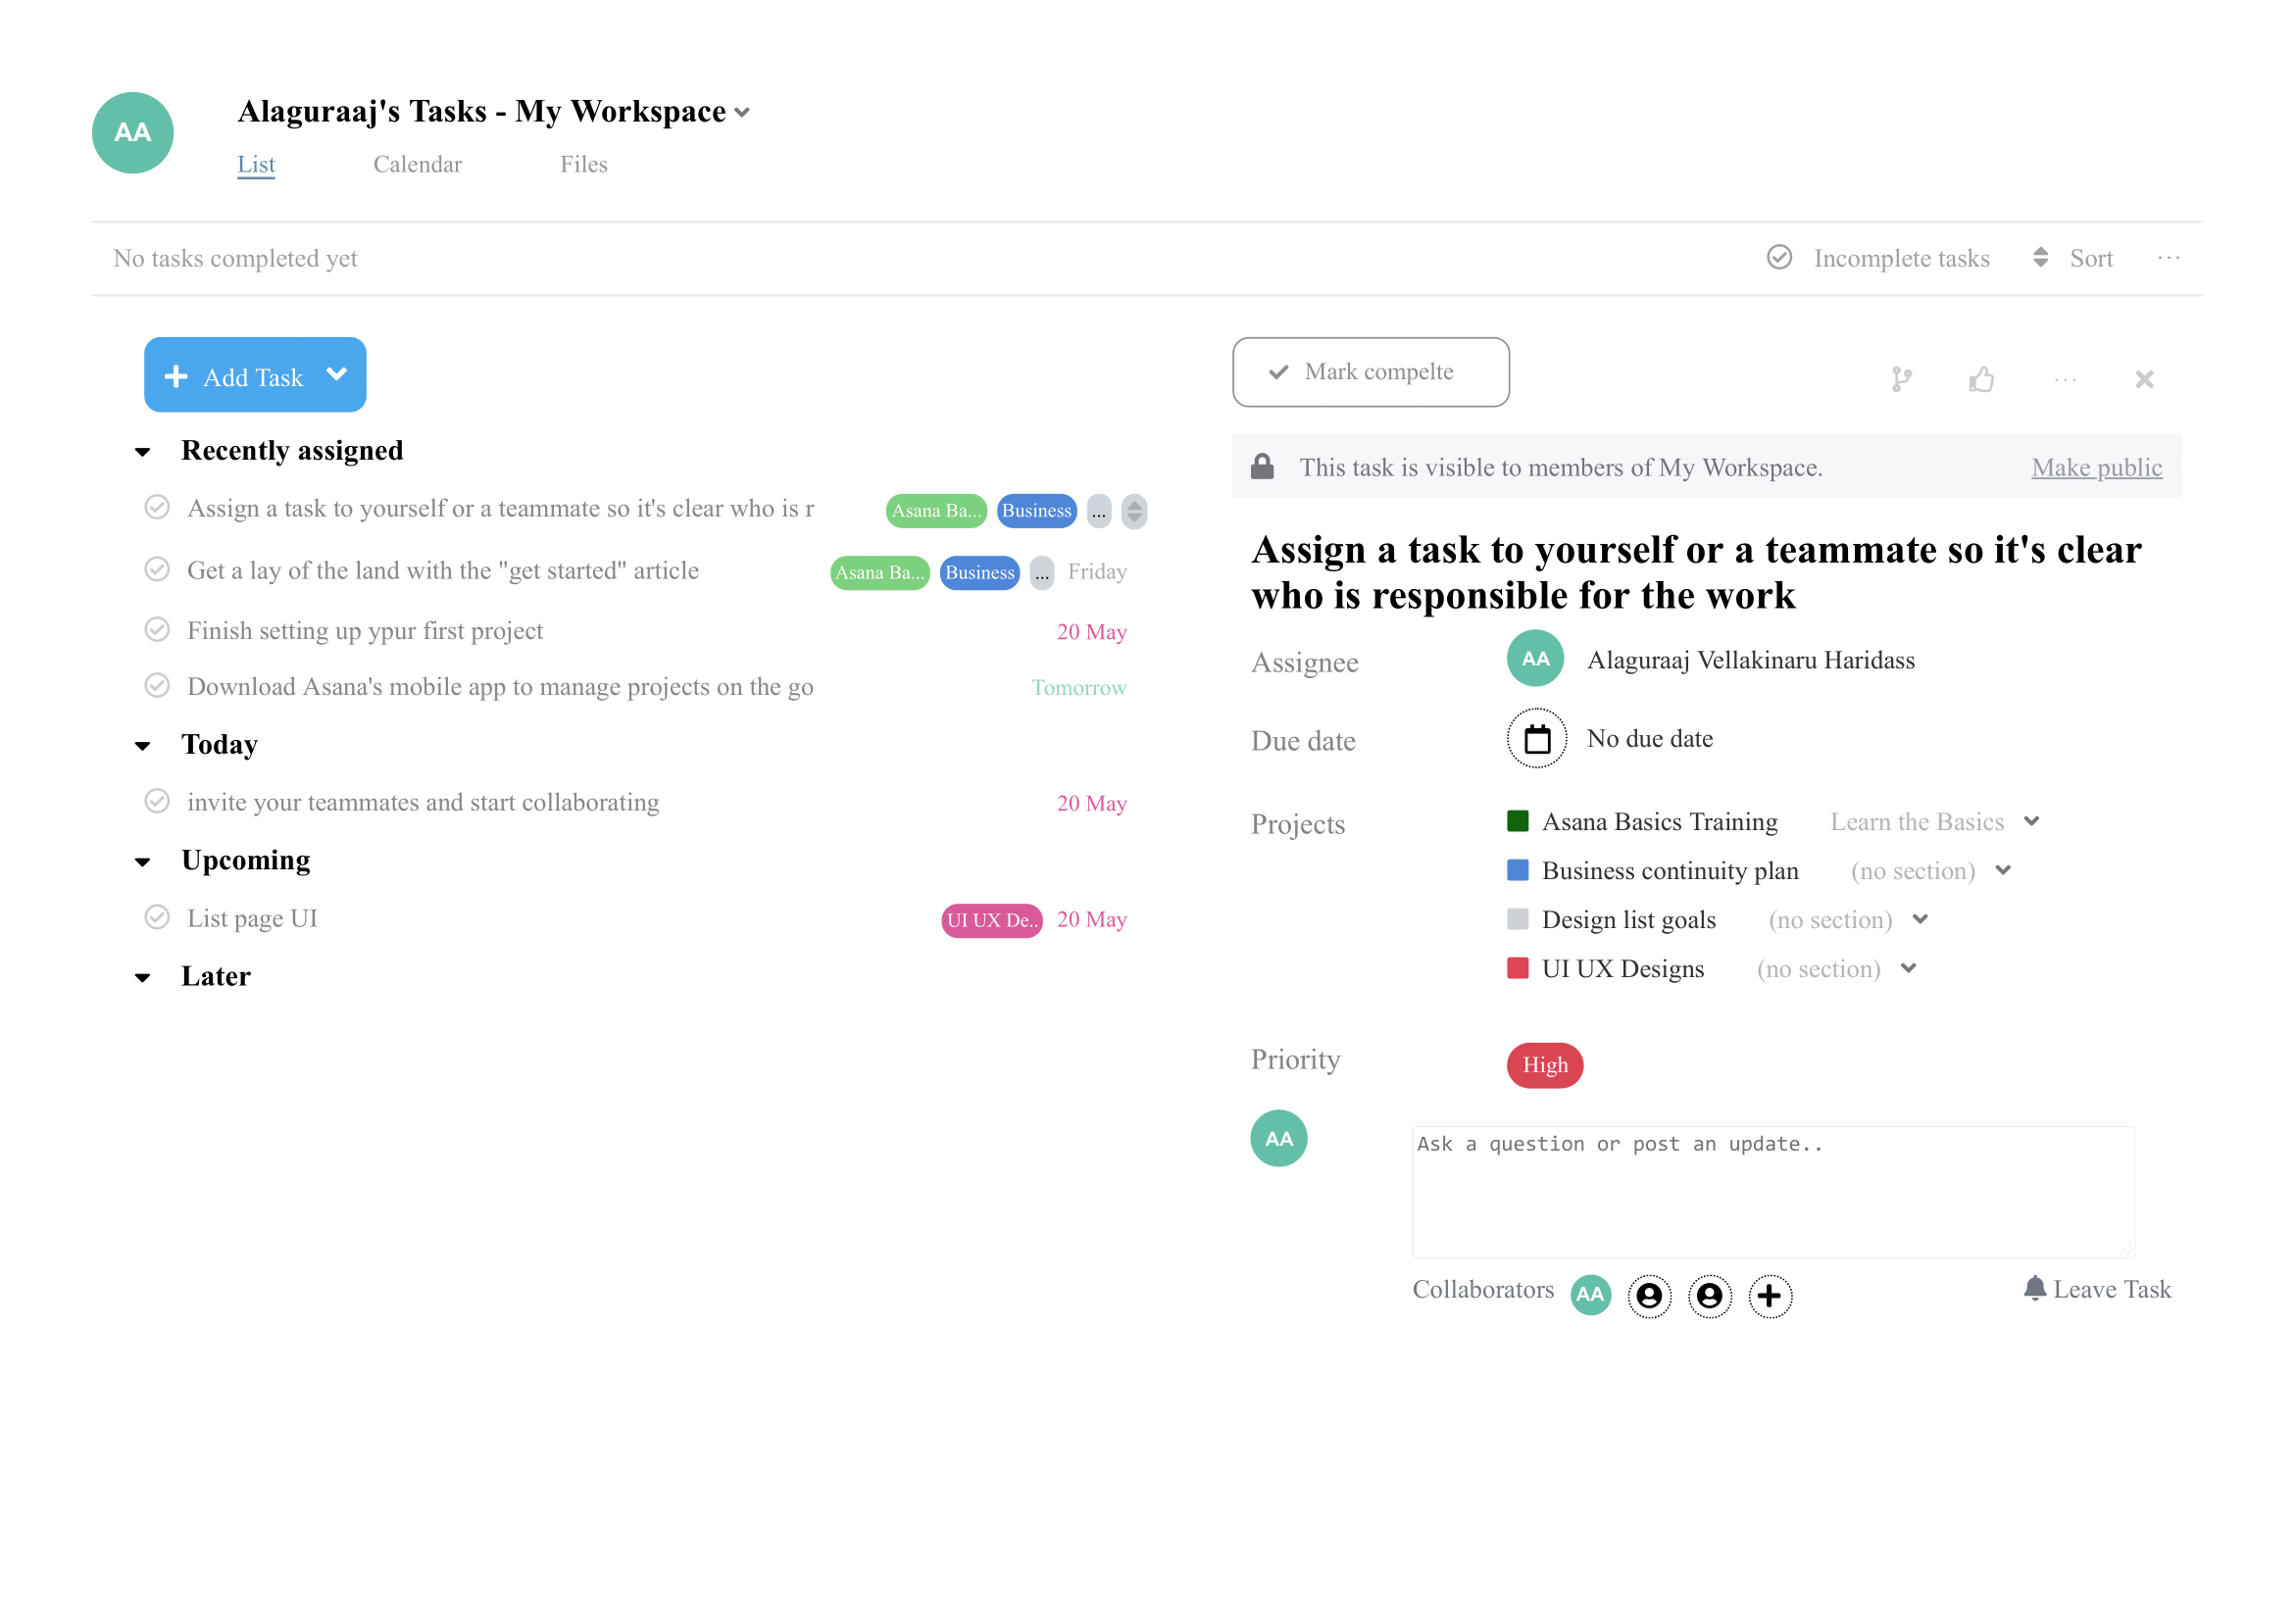 AA
Alaguraaj's Tasks - My Workspace
List Calendar Files
No tasks completed yet
Incomplete tasks Sort ...
Add Task
Recently assigned
Assign a task to yourself or a teammate so it's clear who is r Asana Ba... Business ...
Get a lay of the land with the "get started" article Asana Ba... Business ... Friday
Finish setting up ypur first project 20 May
Download Asana's mobile app to manage projects on the go Tomorrow
Today
invite your teammates and start collaborating 20 May
Upcoming
List page UI UI UX De.. 20 May
Later
Mark compelte ...
This task is visible to members of My Workspace. Make public
Assign a task to yourself or a teammate so it's clear
who is responsible for the work
Assignee AA Alaguraaj Vellakinaru Haridass
Due date No due date
Projects Asana Basics Training Learn the Basics
Business continuity plan (no section)
Design list goals (no section)
UI UX Designs (no section)
Priority High
AA Ask a question or post an update..
Collaborators AA Leave Task